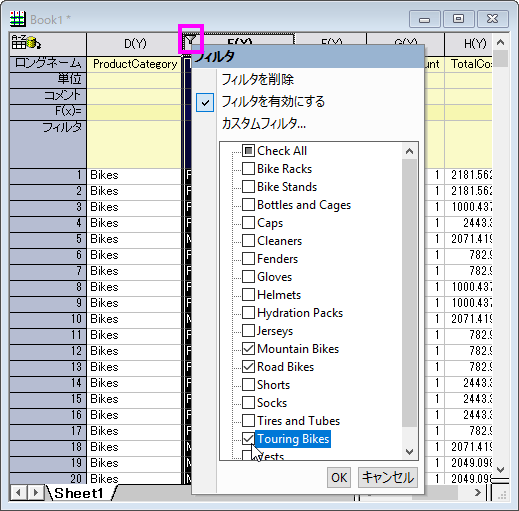 Book1 *
D(Y) E(Y) F(Y) G(Y) H(Y)
フィルタ
ロングネーム ProductCategory unt TotalCo
フィルタを削除
単位
コメント
フィルタを有効にする
F(x)=
カスタムフィルタ...
フィルタ
Check All
Bike Racks
1 Bikes 1 2181.562
Bike Stands
2 Bikes 1 2181.562
Bottles and Cages
3 Bikes 1 1000.437
Caps
4 Bikes 1 2443.3
Cleaners
5 Bikes 1 2071.419
Fenders
6 Bikes 1 782.9
7 Bikes 1 782.9
Gloves
8 Bikes 1 1000.437
Helmets
9 Bikes 1 1000.437
Hydration Packs
10 Bikes 1 2071.419
Jerseys
11 Bikes 1 782.9
Mountain Bikes
12 Bikes 1 782.9
Road Bikes
13 Bikes 1 782.9
Shorts
14 Bikes 1 2443.3
Socks
15 Bikes 1 2443.3
Tires and Tubes
16 Bikes 1 2443.3
17 Bikes 1 782.9
Touring Bikes
18 Bikes 1 2071.419
Vests
19 Bikes 1 2049.098
20 Bikes 1 2049.098
OK キャンセル
Sheet1